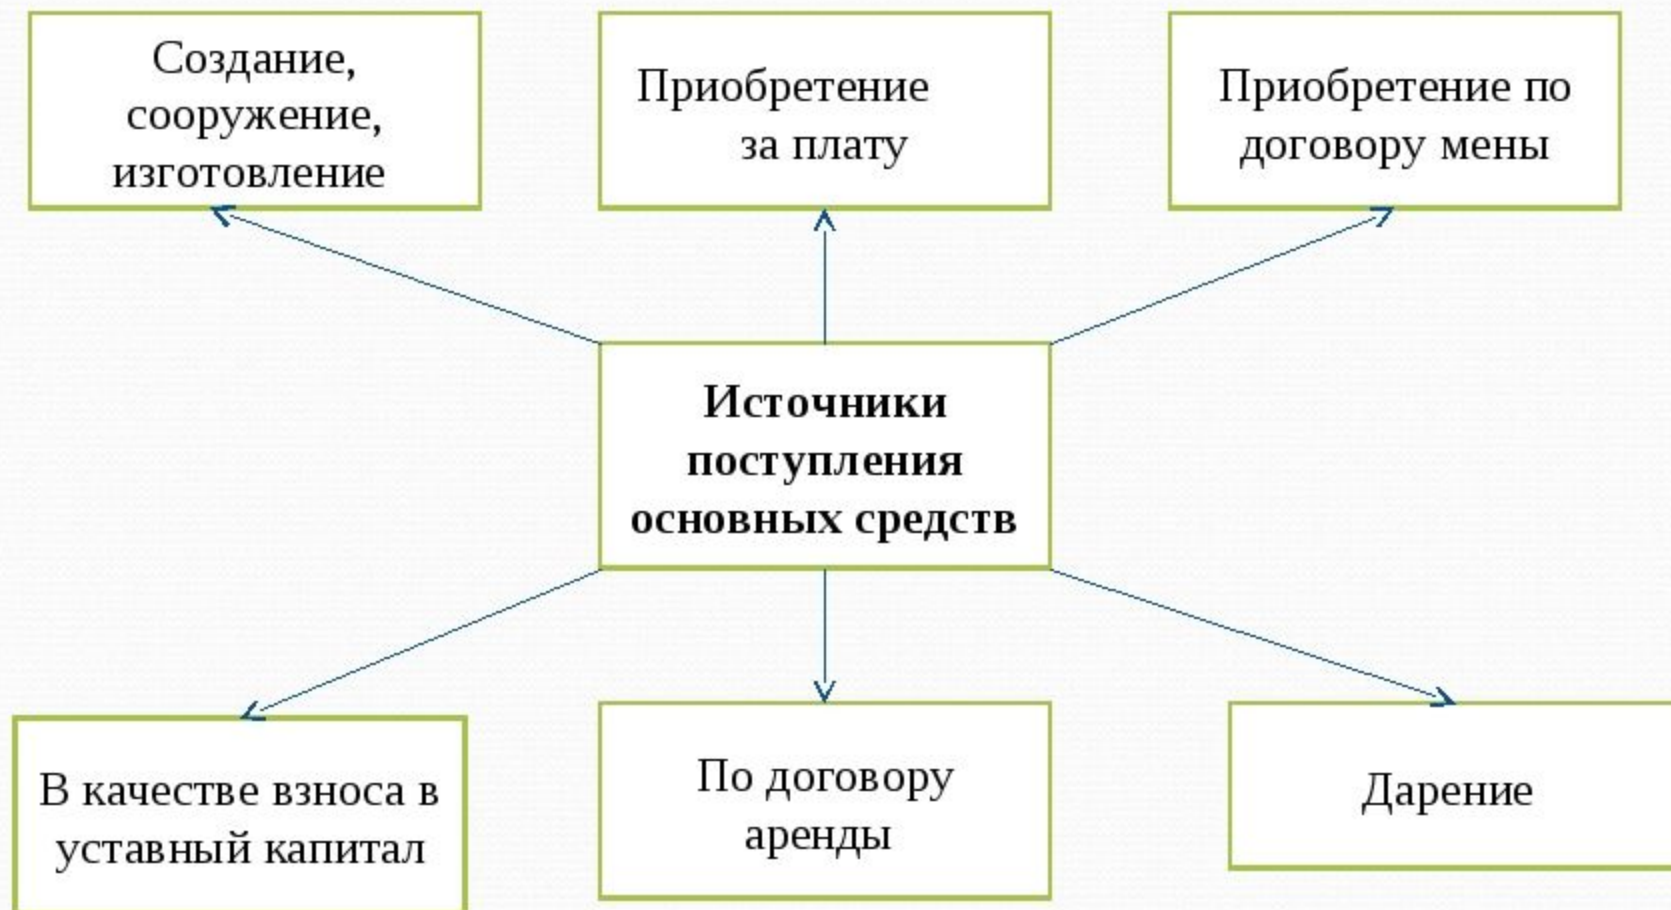 Создание,
сооружение,
изготовление
Приобретение
за плату
Приобретение по
договору мены
Источники
поступления
основных средств
В качестве взноса в
уставный капитал
По договору
аренды
Дарение